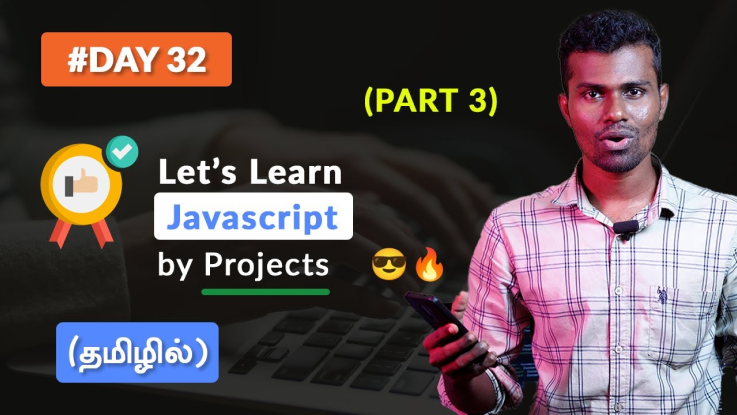 #DAY 32
(PART 3)
Let's Learn
Javascript
by Projects
(தமிழில்)